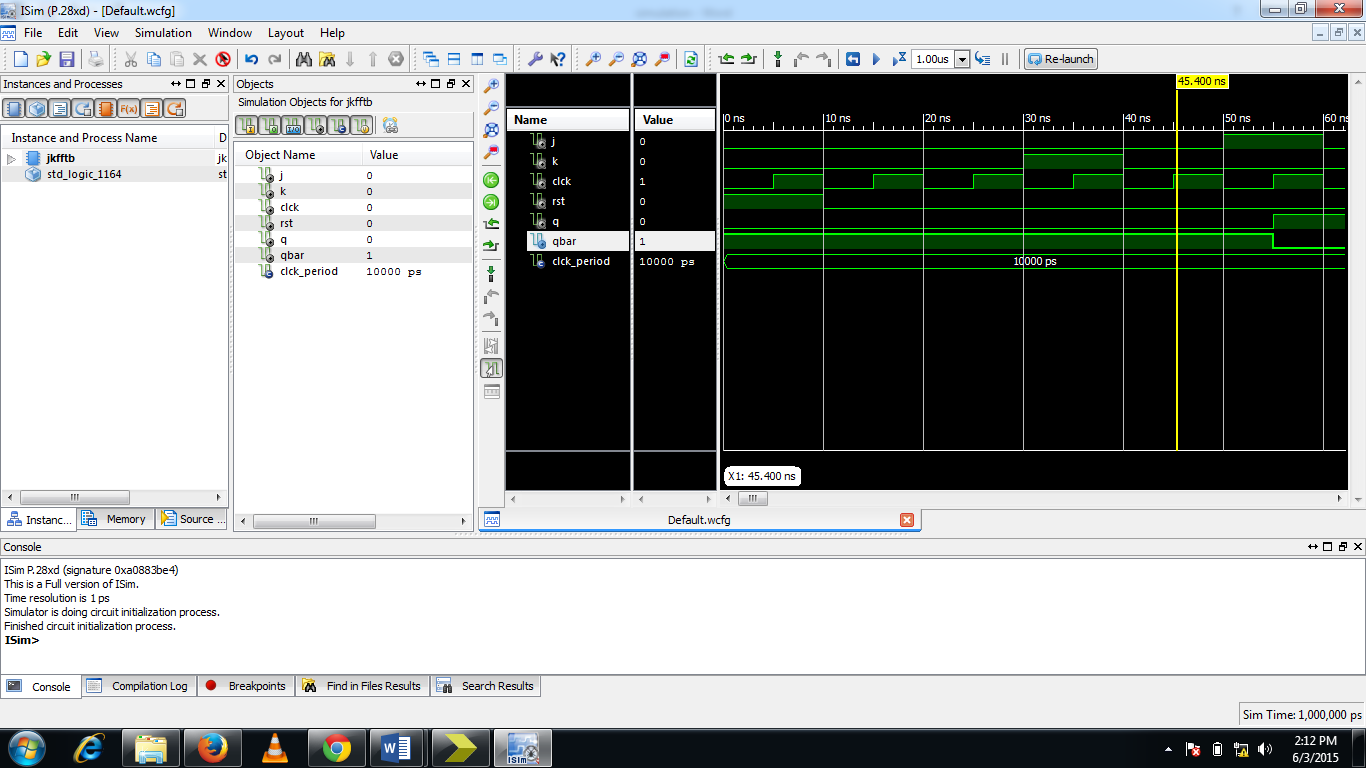 ISim (P.28xd) - [Default.wcfg]
File Edit View Simulation Window Layout Help
1.00us Re-launch
Instances and Processes
Instance and Process Name D
jkfftb jk
std_logic_1164 st
Instanc... Memory Source ...
Objects
Simulation Objects for jkfftb
Object Name Value
j 0
k 0
clck 1
rst 0
q 0
qbar 1
clck_period 10000 ps
Name Value
j 0
k 0
clck 1
rst 0
q 0
qbar 1
clck_period 10000 ps
45.400 ns
0 ns 10 ns 20 ns 30 ns 40 ns 50 ns 60 ns
10000 ps
X1: 45.400 ns
Default.wcfg
Console
ISim P.28xd (signature 0xa0883be4)
This is a Full version of ISim.
Time resolution is 1 ps
Simulator is doing circuit initialization process.
Finished circuit initialization process.
ISim>
Console Compilation Log Breakpoints Find in Files Results Search Results
Sim Time: 1,000,000 ps
ISim
2:12 PM
6/3/2015